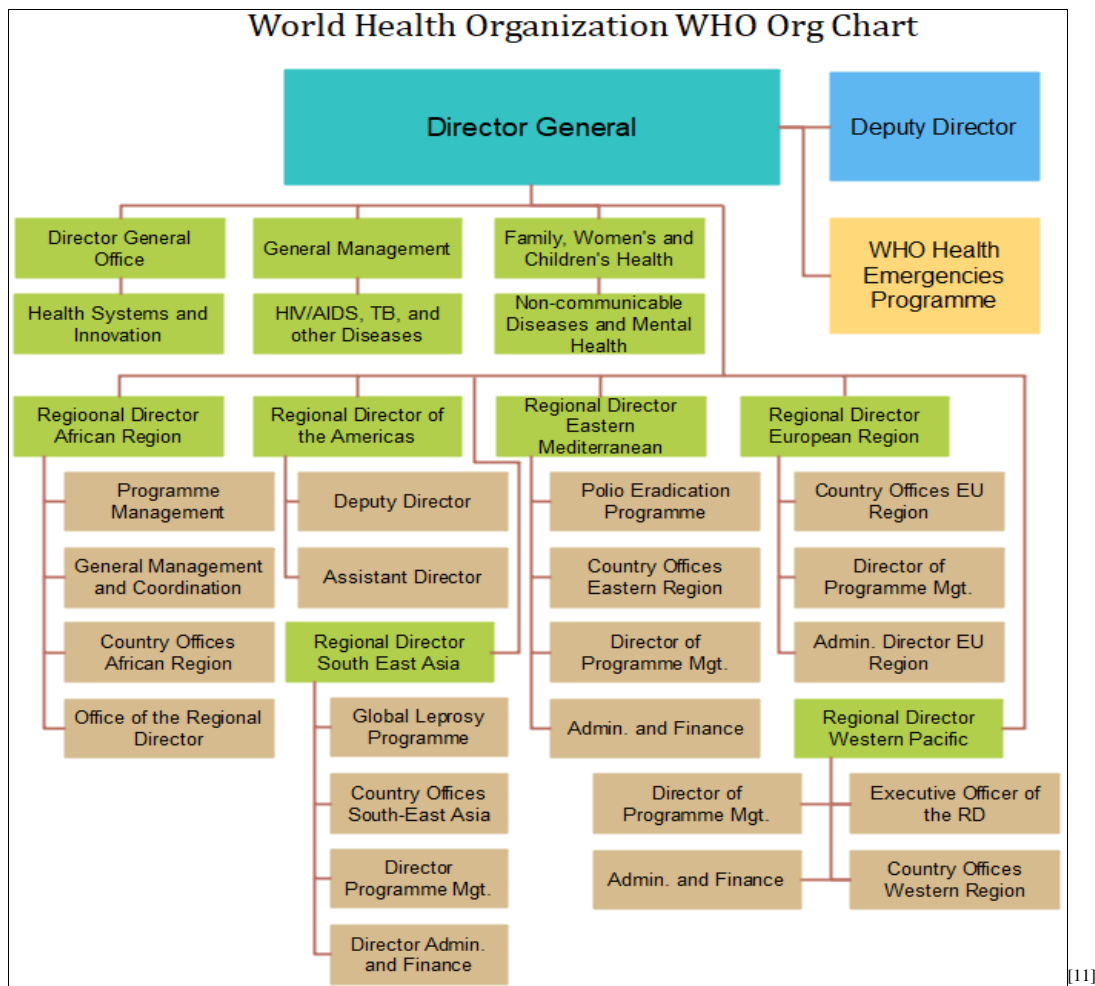 World Health Organization WHO Org Chart
Director General
Deputy Director
WHO Health
Emergencies
Programme
Director General
Office
General Management
Family, Women's and
Children's Health
Health Systems and
Innovation
HIV/AIDS, TB, and
other Diseases
Non-communicable
Diseases and Mental
Health
Regioonal Director
African Region
Programme
Management
General Management
and Coordination
Country Offices
African Region
Office of the Regional
Director
Regional Director of
the Americas
Deputy Director
Assistant Director
Regional Director
South East Asia
Global Leprosy
Programme
Country Offices
South-East Asia
Director
Programme Mgt.
Director Admin.
and Finance
Regional Director
Eastern
Mediterranean
Polio Eradication
Programme
Country Offices
Eastern Region
Director of
Programme Mgt.
Admin. and Finance
Regional Director
European Region
Country Offices EU
Region
Director of
Programme Mgt.
Admin. Director EU
Region
Regional Director
Western Pacific
Director of
Programme Mgt.
Executive Officer of
the RD
Admin. and Finance
Country Offices
Western Region
[11]